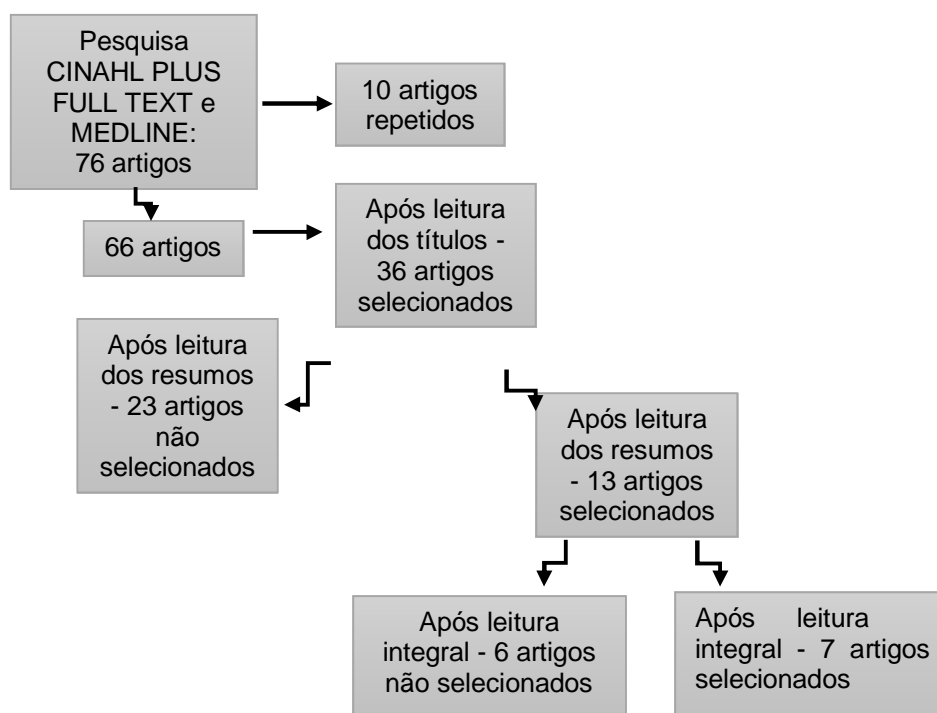 Pesquisa
CINAHL PLUS
FULL TEXT e
MEDLINE:
76 artigos
10 artigos
repetidos
66 artigos
Após leitura
dos títulos -
36 artigos
selecionados
Após leitura
dos resumos
- 23 artigos
não
selecionados
Após leitura
dos resumos
- 13 artigos
selecionados
Após leitura
integral - 6 artigos
não selecionados
Após leitura
integral - 7 artigos
selecionados